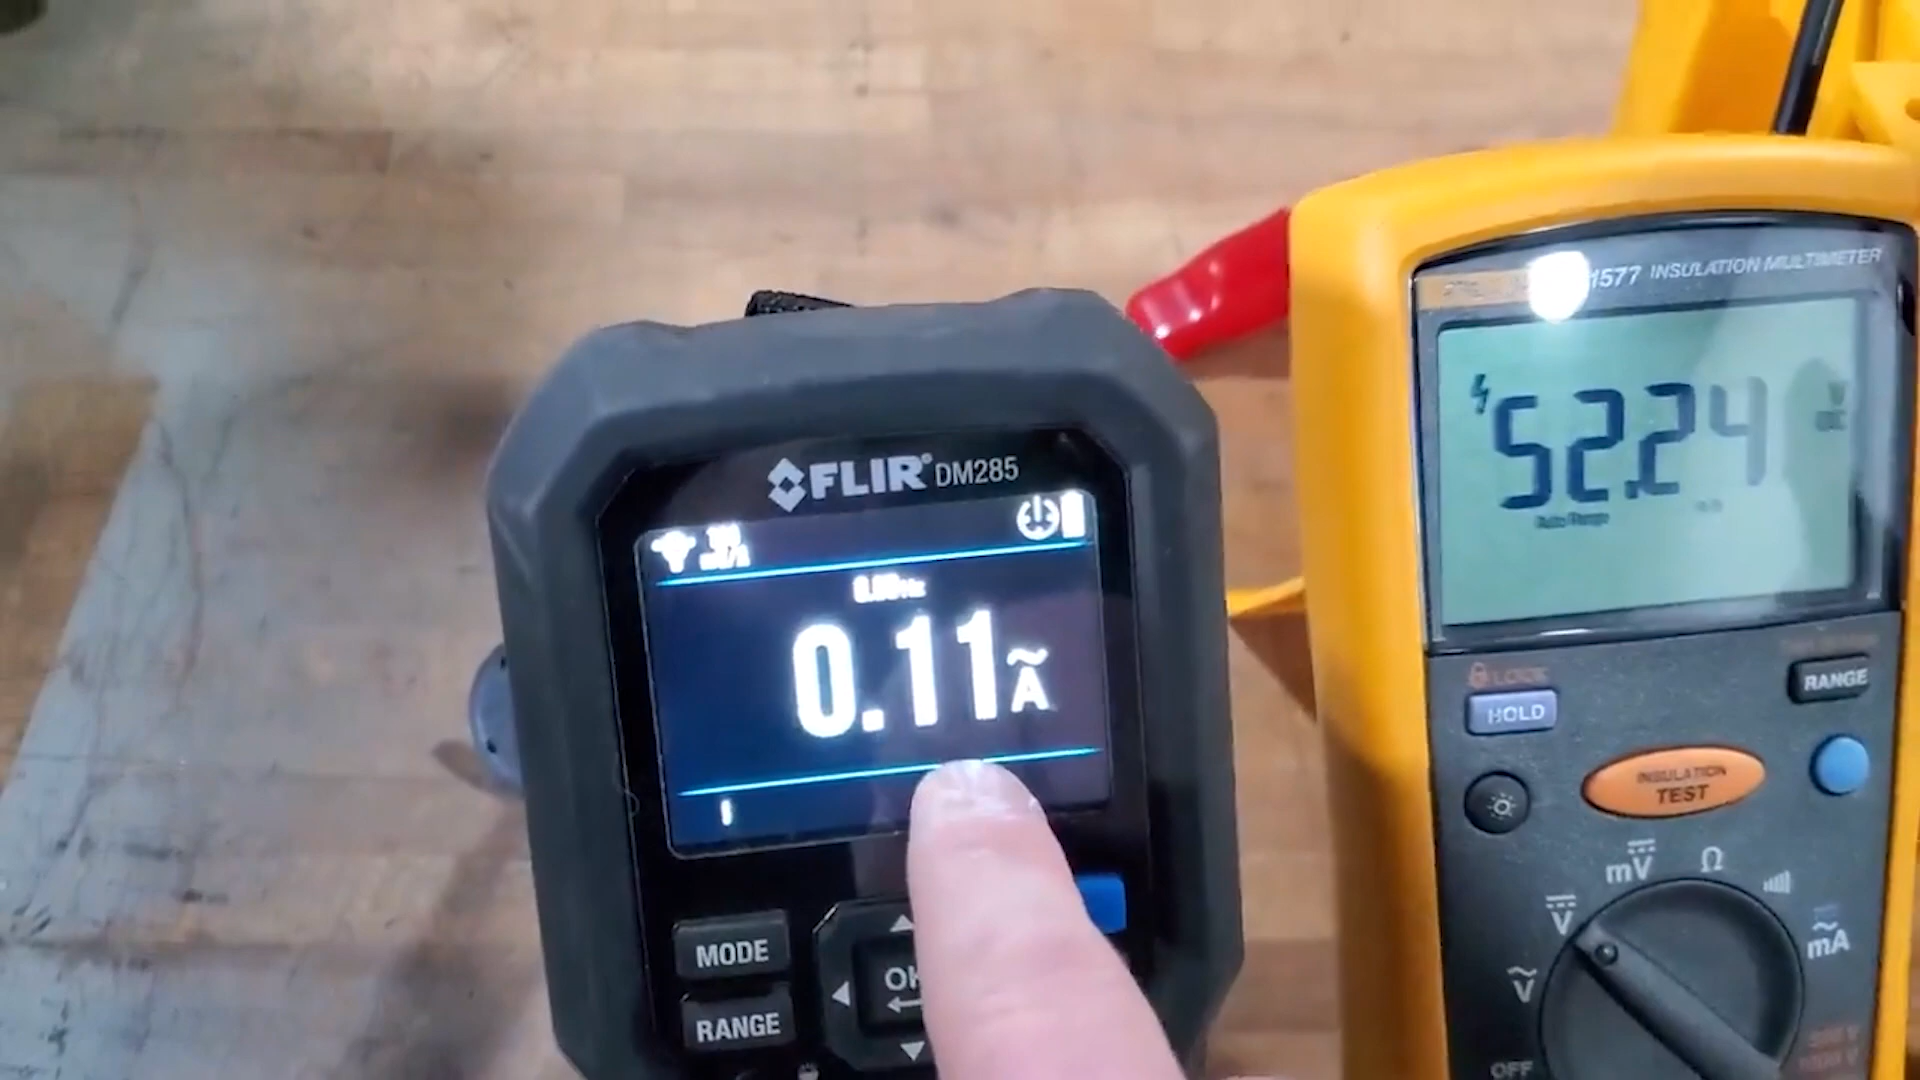 FLIR DM285
0.11 Ã
MODE
RANGE
1577 INSULATION MULTIMETER
52.24
Auto Range
LOCK
HOLD
RANGE
INSULATION
TEST
mV
Ω
V
mA
V
OFF